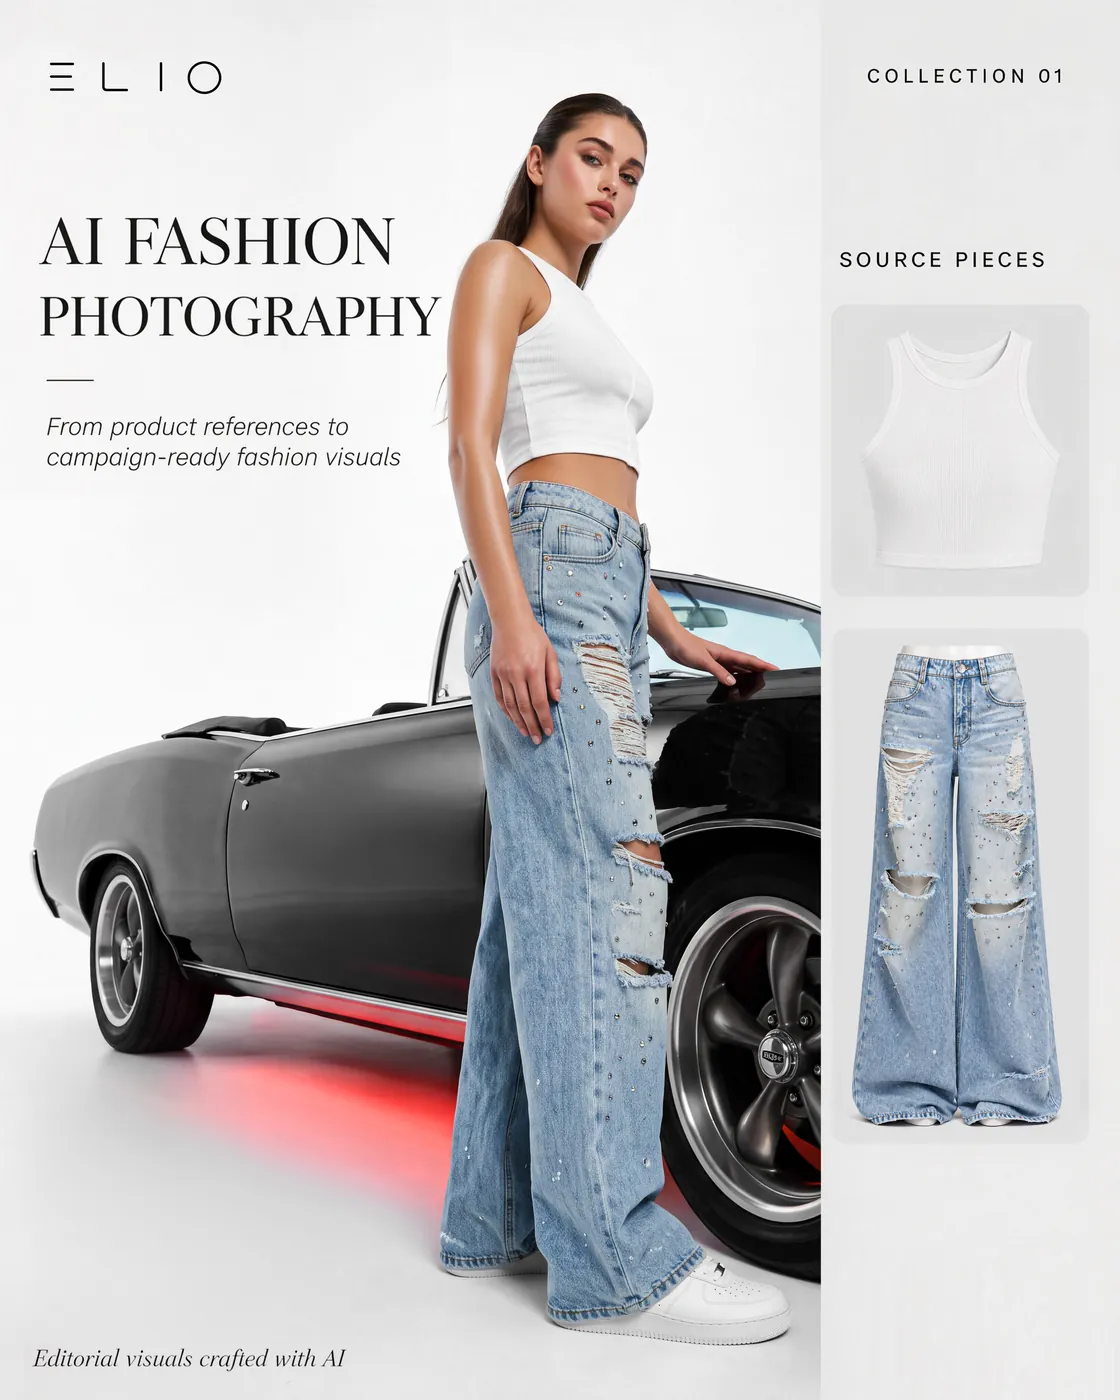 ELIO
COLLECTION 01
AI FASHION
PHOTOGRAPHY
From product references to
campaign-ready fashion visuals
SOURCE PIECES
Editorial visuals crafted with AI